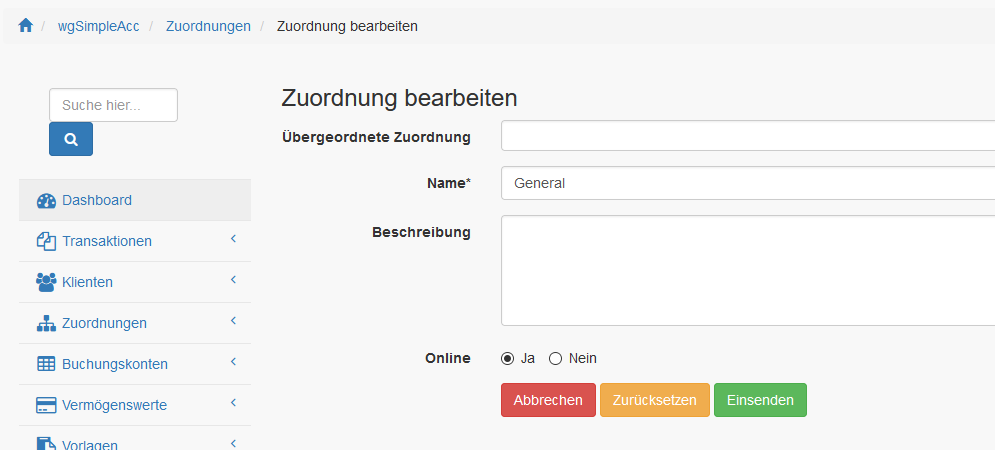 wgSimpleAcc / Zuordnungen / Zuordnung bearbeiten
Suche hier...
Dashboard
Transaktionen
Klienten
Zuordnungen
Buchungskonten
Vermögenswerte
Vorlagen
Zuordnung bearbeiten
Übergeordnete Zuordnung
Name* General
Beschreibung
Online Ja Nein
Abbrechen Zurücksetzen Einsenden